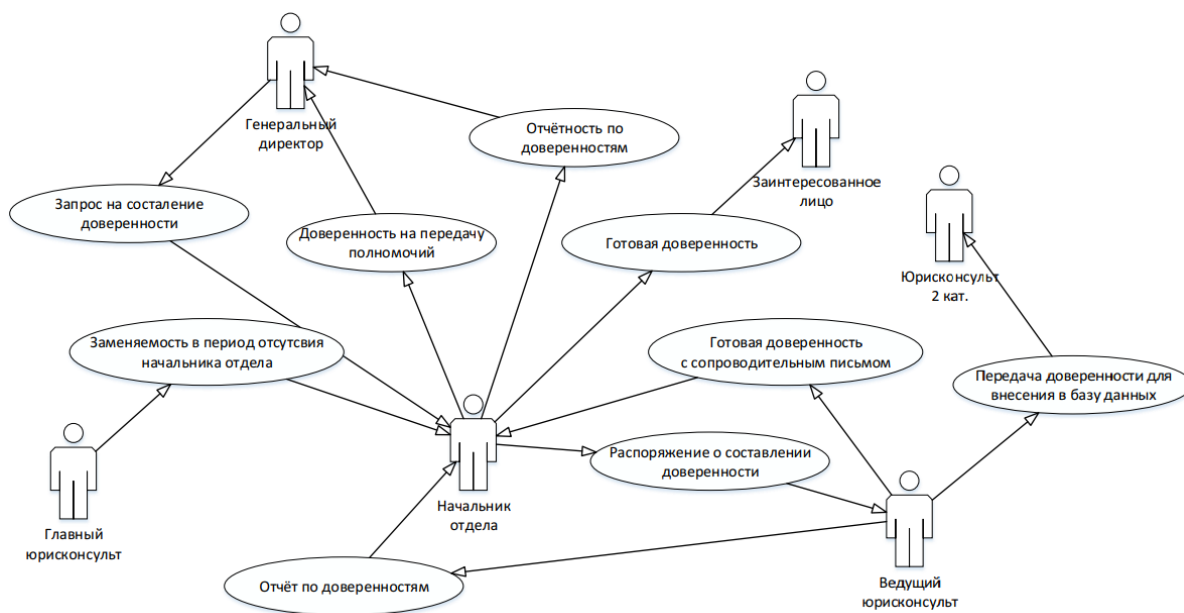 Генеральный
директор
Отчётность по
доверенностям
Заинтересованное
лицо
Запрос на состаление
доверенности
Доверенность на передачу
полномочий
Готовая доверенность
Юрисконсульт
2 кат.
Заменяемость в период отсутсвия
начальника отдела
Готовая доверенность
с сопроводительным письмом
Передача доверенности для
внесения в базу данных
Распоряжение о составлении
доверенности
Начальник
отдела
Главный
юрисконсульт
Отчёт по доверенностям
Ведущий
юрисконсульт